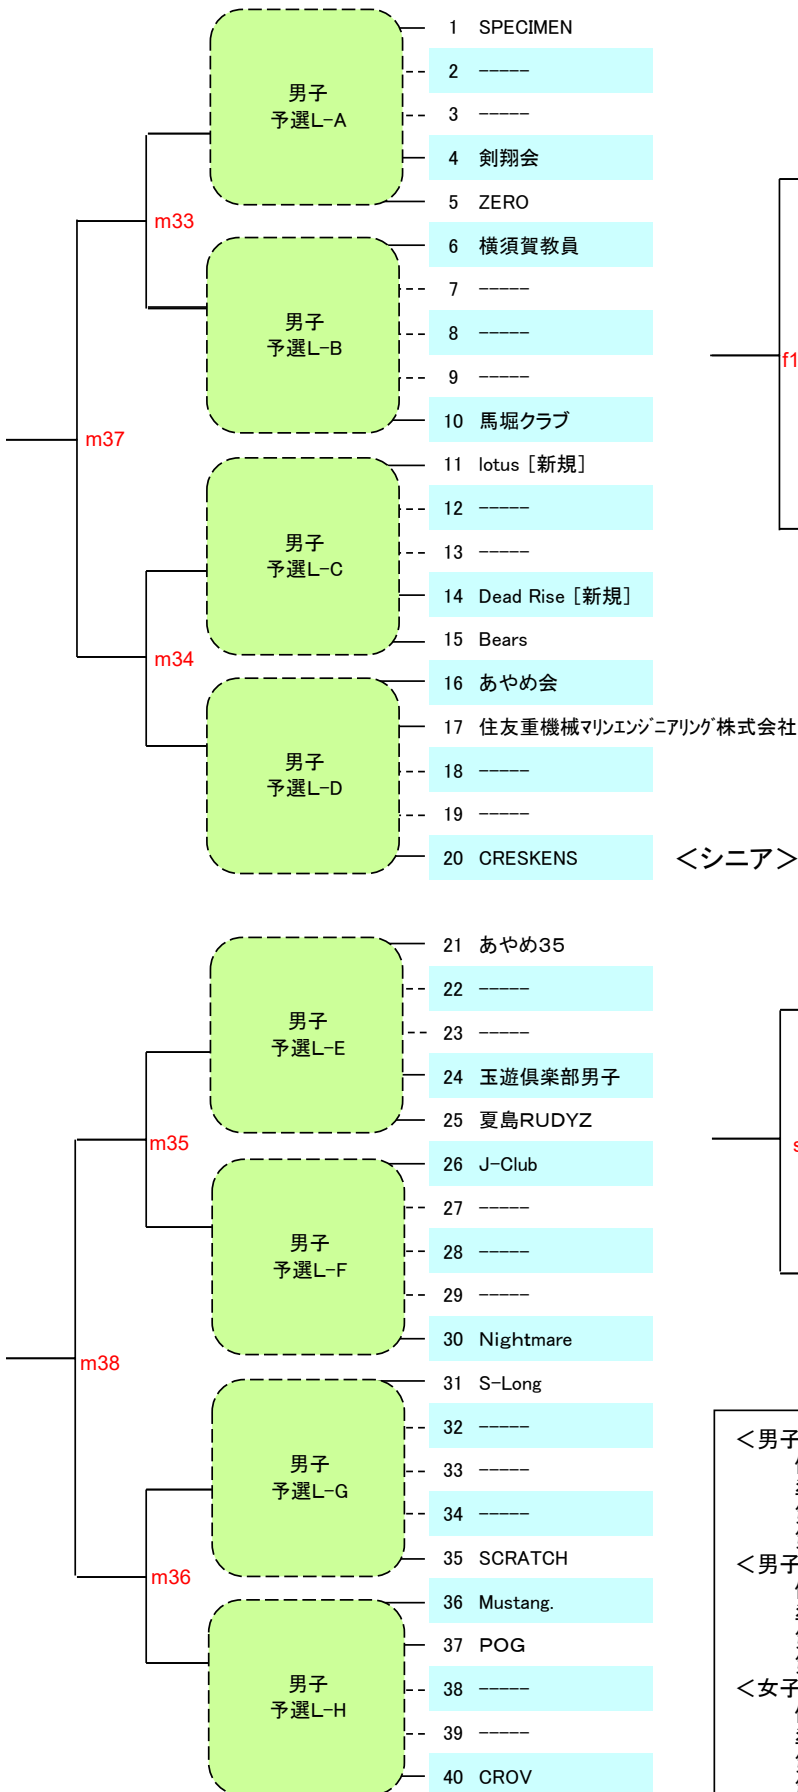 男子
予選L-A
男子
予選L-B
男子
予選L-C
男子
予選L-D
m33
m37
m34
1 SPECIMEN
2 -----
3 -----
4 剣翔会
5 ZERO
6 横須賀教員
7 -----
8 -----
9 -----
10 馬堀クラブ
11 lotus [新規]
12 -----
13 -----
14 Dead Rise [新規]
15 Bears
16 あやめ会
17 住友重機械マリンエンジニアリング株式会社
18 -----
19 -----
20 CRESKENS
f1
＜シニア＞
男子
予選L-E
男子
予選L-F
男子
予選L-G
男子
予選L-H
m35
m38
m36
21 あやめ35
22 -----
23 -----
24 玉遊倶楽部男子
25 夏島RUDYZ
26 J-Club
27 -----
28 -----
29 -----
30 Nightmare
31 S-Long
32 -----
33 -----
34 -----
35 SCRATCH
36 Mustang.
37 POG
38 -----
39 -----
40 CROV
s
＜男子
＜男子
＜女子